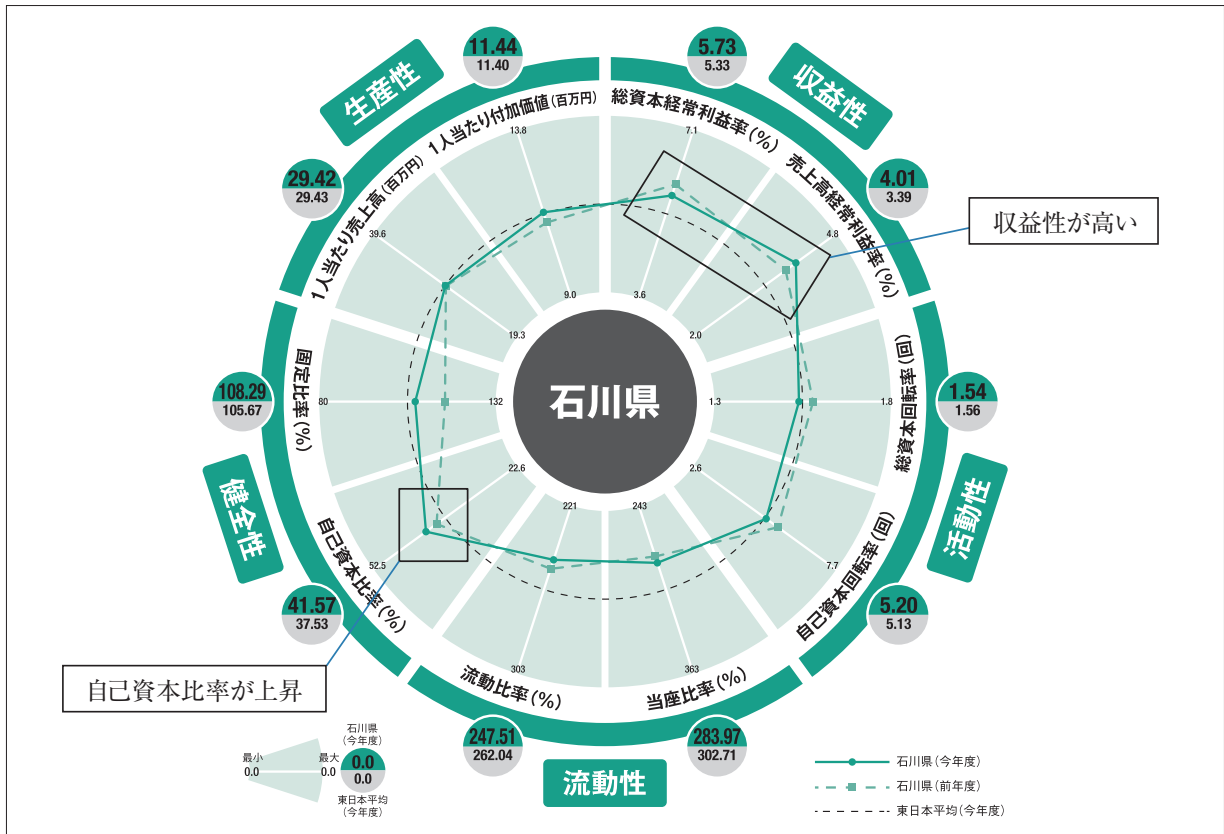 石川県
収益性
5.73
5.33
総資本経常利益率(%)
7.1
3.6
4.01
3.39
売上高経常利益率(%)
4.8
2.0
収益性が高い
活動性
1.54
1.56
総資本回転率(回)
1.8
1.3
5.20
5.13
自己資本回転率(回)
7.7
2.6
流動性
283.97
302.71
当座比率(%)
363
243
247.51
262.04
流動比率(%)
303
221
健全性
41.57
37.53
自己資本比率(%)
52.5
22.6
自己資本比率が上昇
108.29
105.67
固定比率(%)
80
132
生産性
29.42
29.43
1人当たり売上高(百万円)
39.6
19.3
11.44
11.40
1人当たり付加価値(百万円)
13.8
9.0
最小
0.0
最大
0.0
石川県
(今年度)
0.0
0.0
東日本平均
(今年度)
石川県(今年度)
石川県(前年度)
東日本平均(今年度)